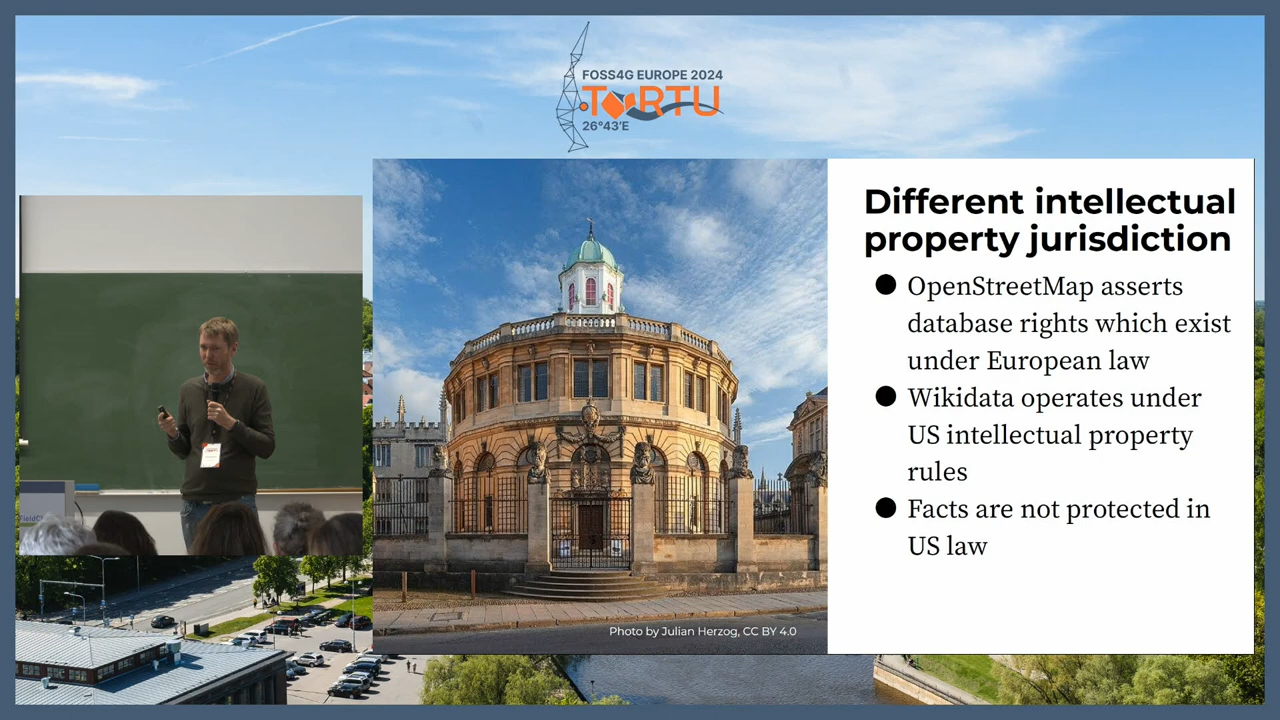 FOSS4G EUROPE 2024
TARTU
26°43'E
Different intellectual
property jurisdiction
● OpenStreetMap asserts
database rights which exist
under European law
● Wikidata operates under
US intellectual property
rules
● Facts are not protected in
US law
Photo by Julian Herzog, CC BY 4.0